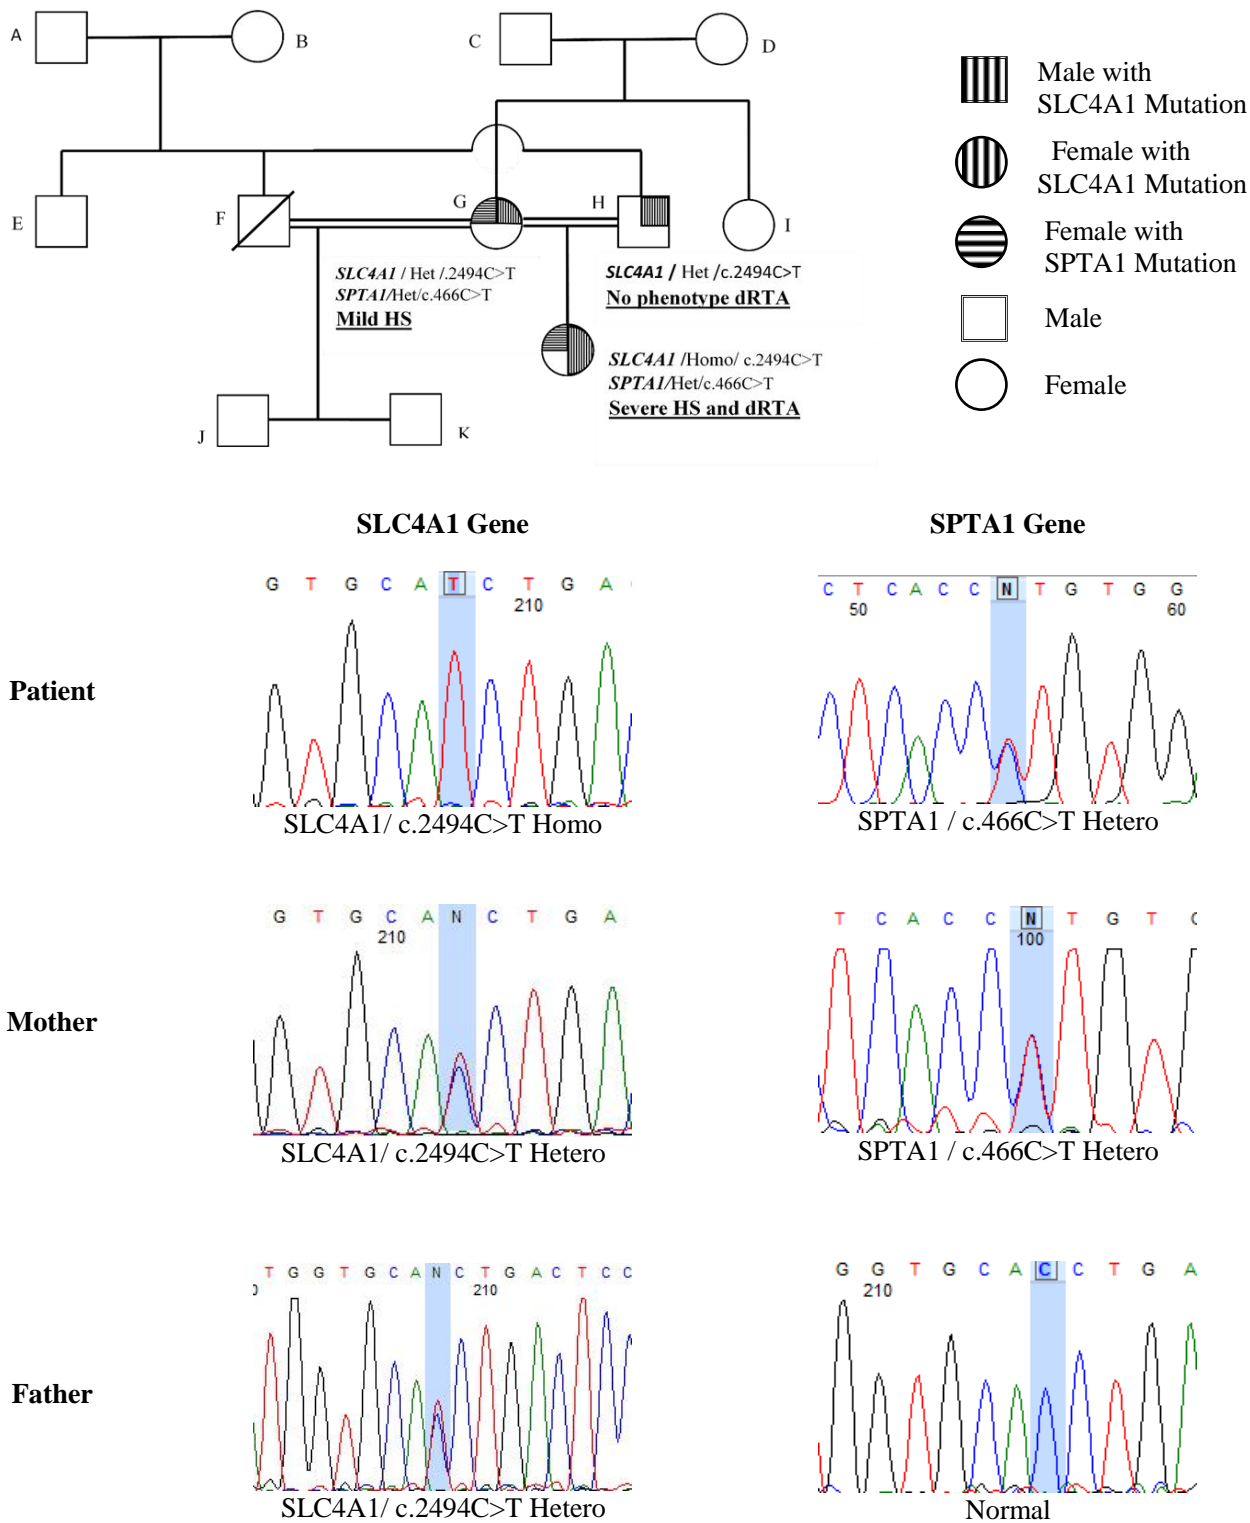 A
B
C
D
Male with
SLC4A1 Mutation
Female with
SLC4A1 Mutation
Female with
SPTA1 Mutation
Male
Female
E
F
G
H
I
SLC4A1 / Het /.2494C>T
SPTA1/Het/c.466C>T
Mild HS
SLC4A1 / Het /c.2494C>T
No phenotype dRTA
SLC4A1 /Homo/ c.2494C>T
SPTA1/Het/c.466C>T
Severe HS and dRTA
J
K
SLC4A1 Gene
SPTA1 Gene
Patient
G T G C A T C T G A
210
SLC4A1/ c.2494C>T Homo
C T C A C C N T G T G G
50 60
SPTA1 / c.466C>T Hetero
Mother
G T G C A N C T G A
210
SLC4A1/ c.2494C>T Hetero
T C A C C N T G T
100
SPTA1 / c.466C>T Hetero
Father
T G G T G C A N C T G A C T C C
210
SLC4A1/ c.2494C>T Hetero
G G T G C A C C T G A
210
Normal